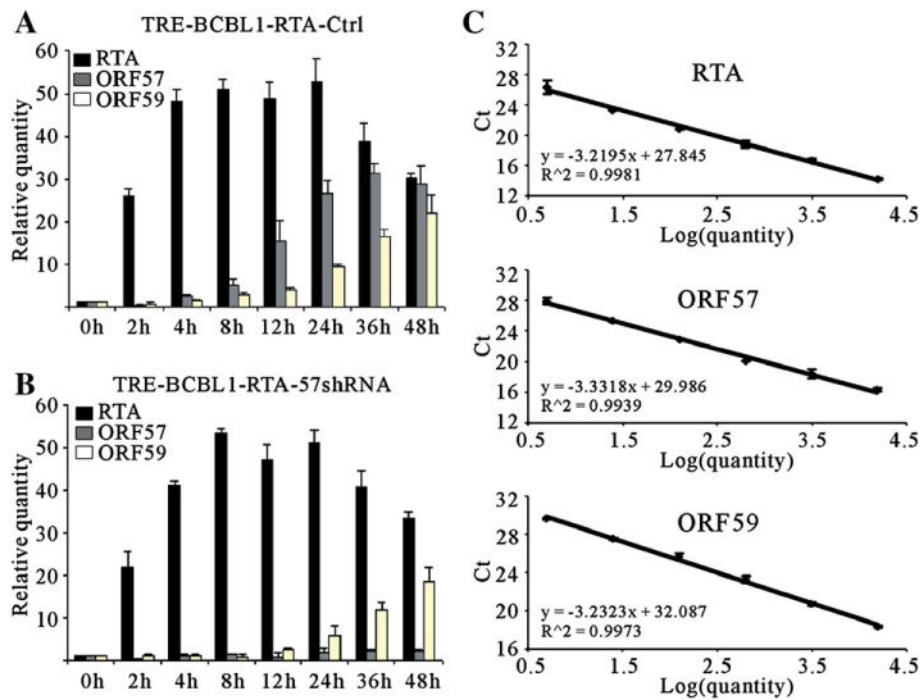 A
TRE-BCBL1-RTA-Ctrl
60
50
40
30
20
10
Relative quantity
RTA
ORF57
ORF59
0h 2h 4h 8h 12h 24h 36h 48h
B
TRE-BCBL1-RTA-57shRNA
60
50
40
30
20
10
Relative quantity
RTA
ORF57
ORF59
0h 2h 4h 8h 12h 24h 36h 48h
C
RTA
32
28
24
20
16
12
Ct
y = -3.2195x + 27.845
R^2 = 0.9981
0.5 1.5 2.5 3.5 4.5
Log(quantity)
ORF57
32
28
24
20
16
12
Ct
y = -3.3318x + 29.986
R^2 = 0.9939
0.5 1.5 2.5 3.5 4.5
Log(quantity)
ORF59
32
28
24
20
16
Ct
y = -3.2323x + 32.087
R^2 = 0.9973
0.5 1.5 2.5 3.5 4.5
Log(quantity)